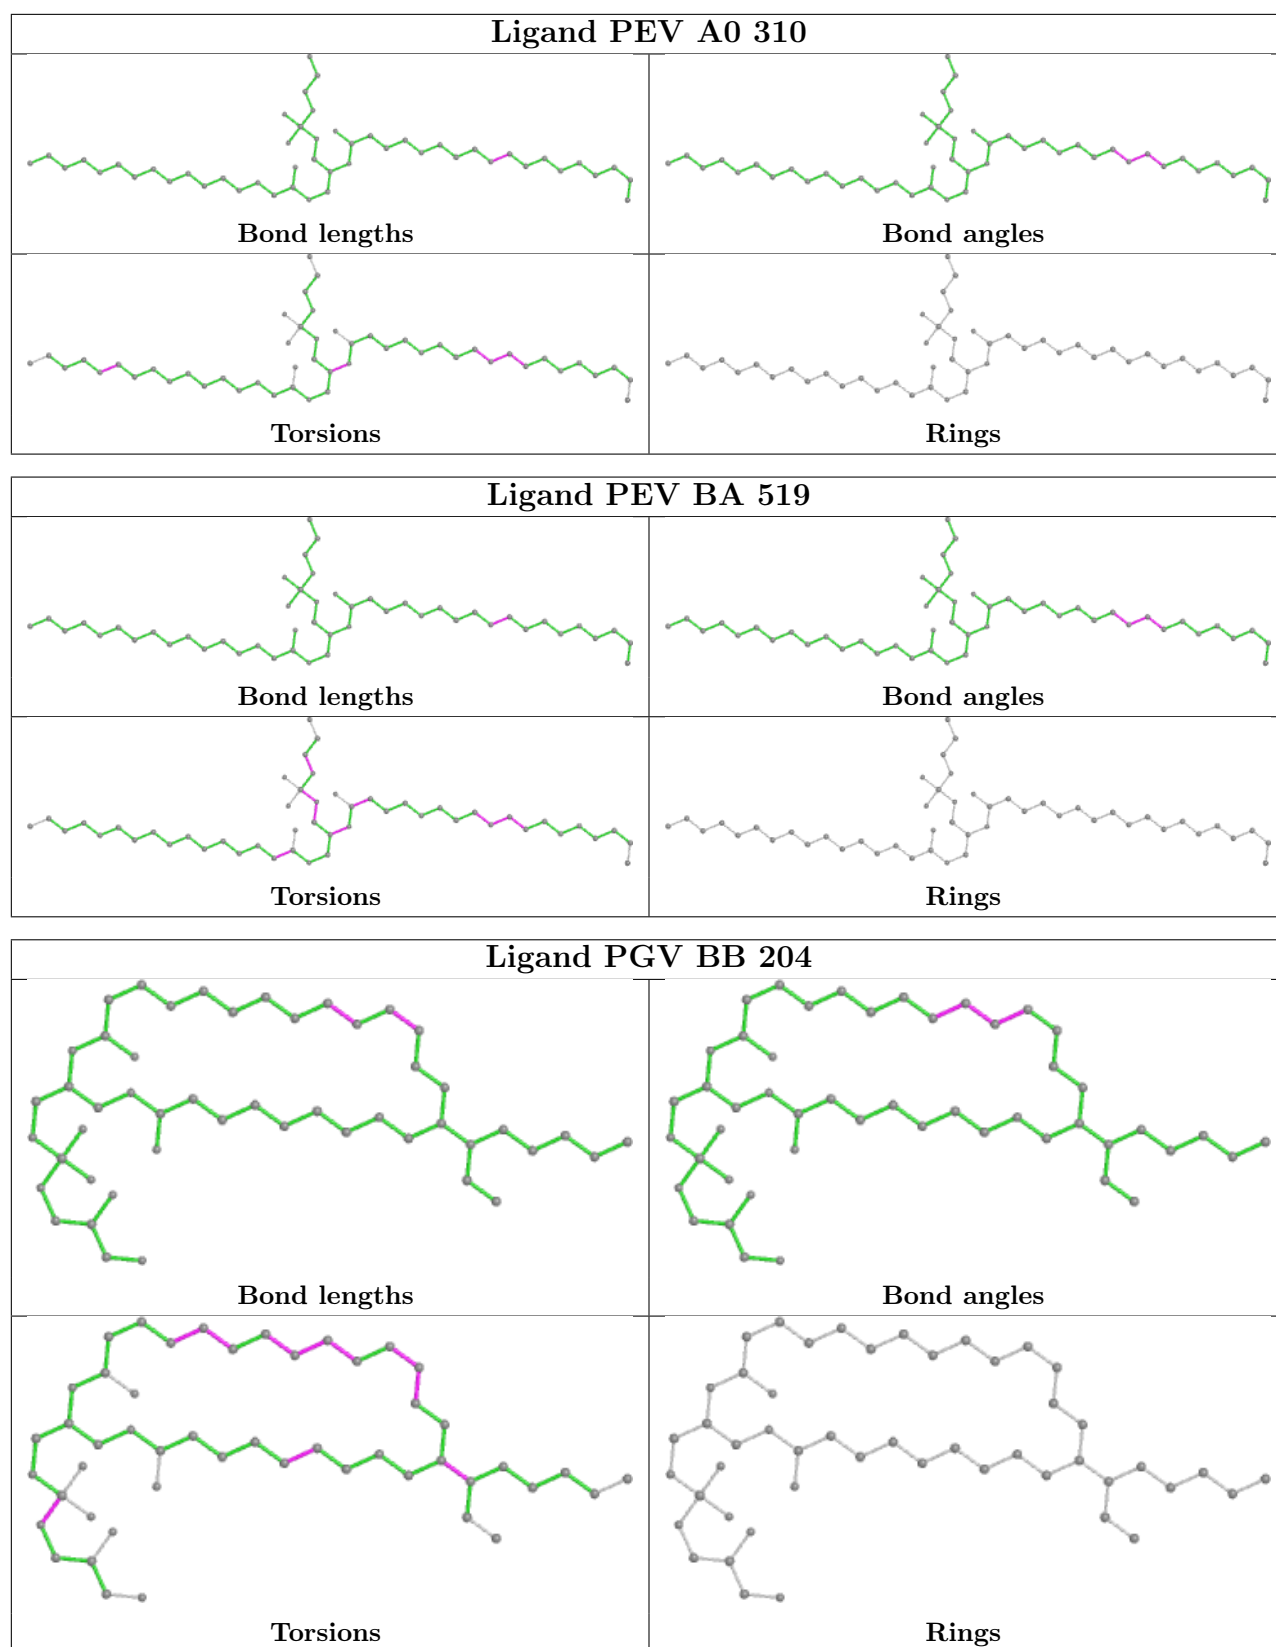 Ligand PEV A0 310
Bond lengths
Bond angles
Torsions
Rings
Ligand PEV BA 519
Bond lengths
Bond angles
Torsions
Rings
Ligand PGV BB 204
Bond lengths
Bond angles
Torsions
Rings